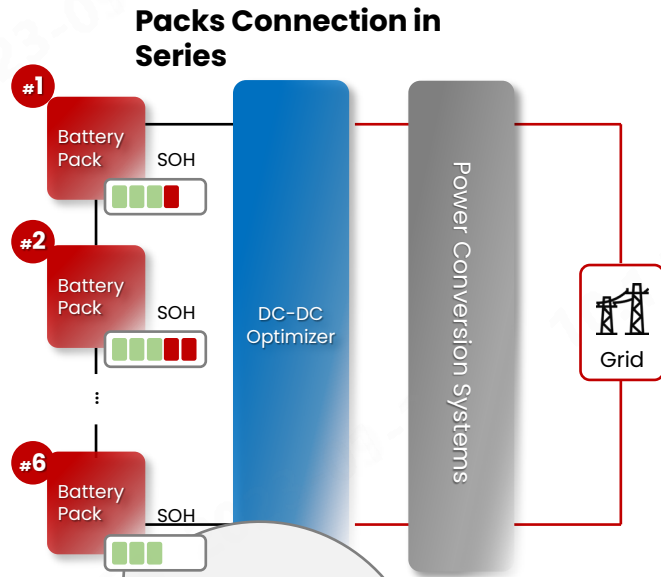 Packs Connection in
Series
#1
Battery
Pack
SOH
#2
Battery
Pack
SOH
DC-DC
Optimizer
Power Conversion Systems
Grid
...
#6
Battery
Pack
SOH